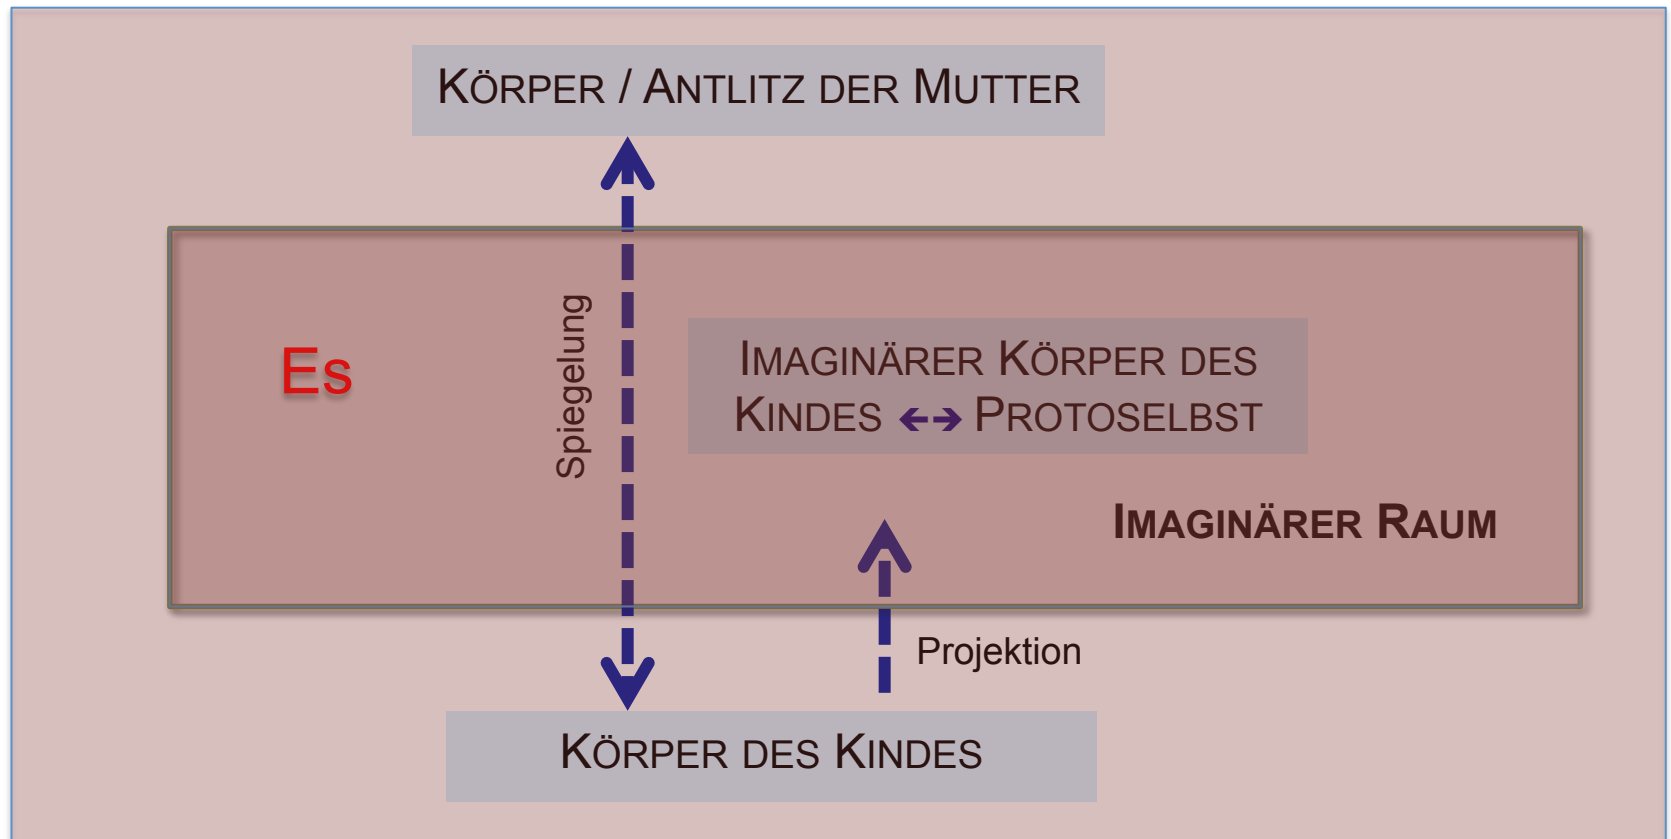 KÖRPER / ANTLITZ DER MUTTER
Spiegelung
ES
IMAGINÄRER KÖRPER DES
KINDES ↔ PROTOSELBST
IMAGINÄRER RAUM
Projektion
KÖRPER DES KINDES